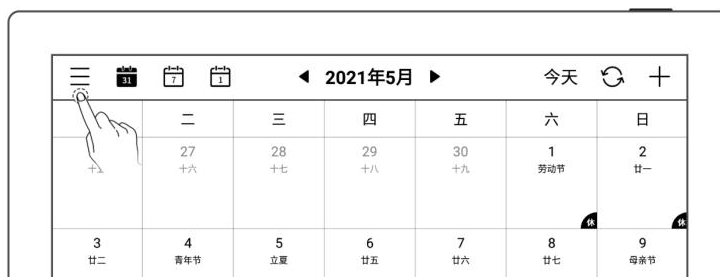 31 7 1 2021年5月 今天
二 三 四 五 六 日
27 28 29 30 1 2
十六 十七 十八 十九 劳动节 廿一
休 休
3 4 5 6 7 8 9
廿二 青年节 立夏 廿五 廿六 廿七 母亲节